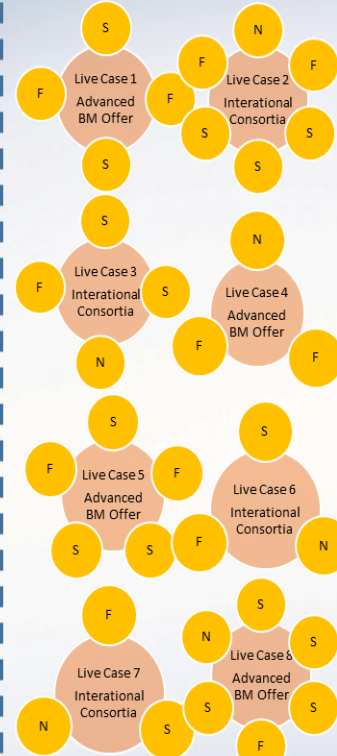 S
F
Live Case 1
Advanced
BM Offer
F
S
N
F
F
Live Case 2
Interational
Consortia
S
S
S
S
F
Live Case 3
Interational
Consortia
S
N
N
Live Case 4
Advanced
BM Offer
F
F
S
F
F
Live Case 5
Advanced
BM Offer
S
S
S
Live Case 6
Interational
Consortia
F
N
F
Live Case 7
Interational
Consortia
N
S
S
N
S
Live Case 8
Advanced
BM Offer
S
S
F